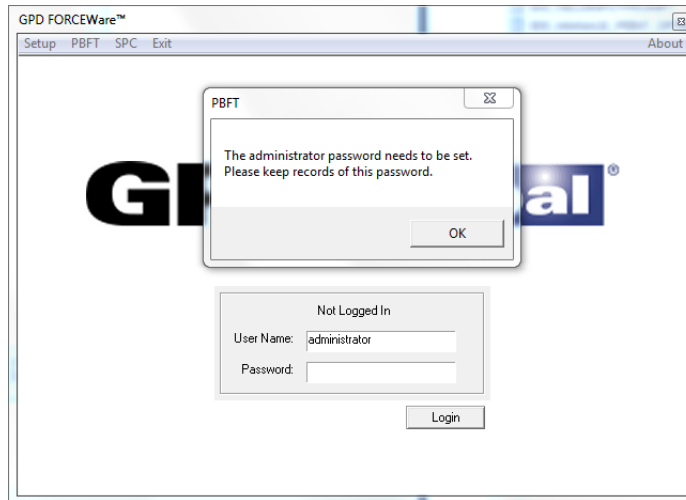 GPD FORCEWare™
Setup PBFT SPC Exit About
PBFT
The administrator password needs to be set.
Please keep records of this password.
OK
®
Not Logged In
User Name: administrator
Password:
Login